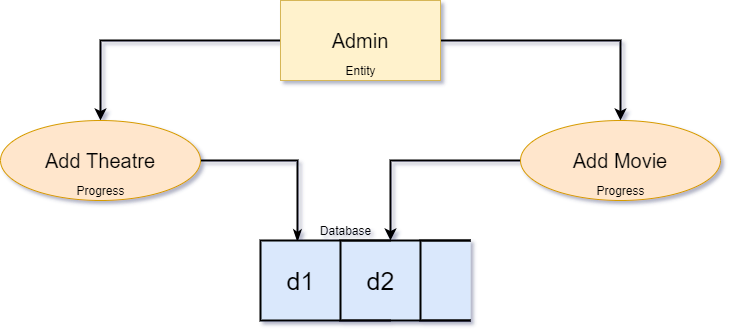 Admin
Entity
Add Theatre
Progress
Add Movie
Progress
Database
d1
d2